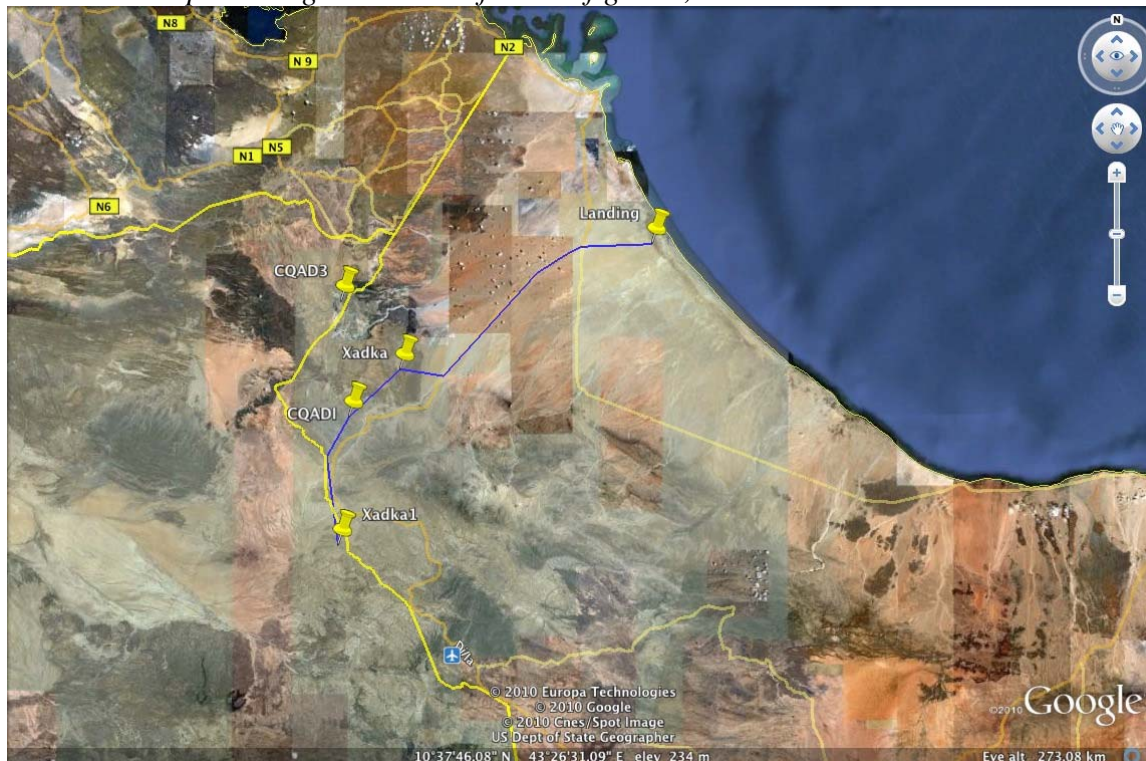 N8
N2
N 9
N1
N5
N6
N
Landing
CQAD3
Xadka
CQADI
Xadka1
© 2010 Europa Technologies
© 2010 Google
© 2010 Cnes/Spot Image
US Dept of State Geographer
©2010 Google
10°37'46.08" N 43°26'31.09" E elev 234 m
Eye alt 273.08 km